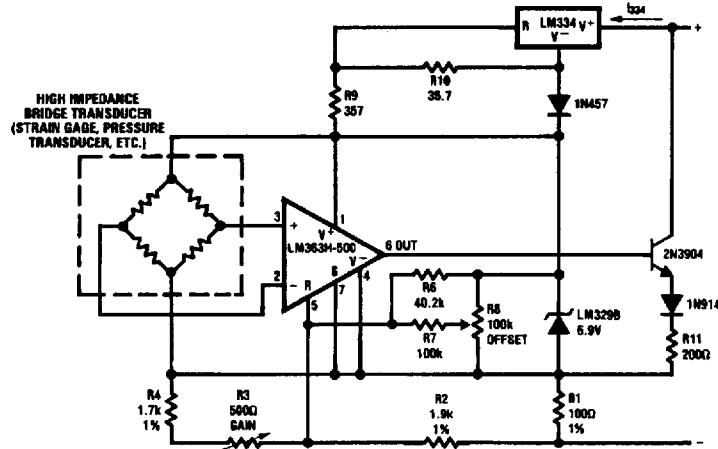 I334
R LM334 V+
V−
R10
36.7
R9
357
1N457
HIGH IMPEDANCE
BRIDGE TRANSDUCER
(STRAIN GAGE, PRESSURE
TRANSDUCER, ETC.)
3
+
1
V+
LM363H-500
6 OUT
2N3904
V−
2
−
R
G
4
5
7
R6
40.2k
R8
100k
OFFSET
R7
100k
LM329B
6.9V
1N914
R11
200Ω
R4
1.7k
1%
R3
500Ω
GAIN
R2
1.9k
1%
R1
100Ω
1%
+
−